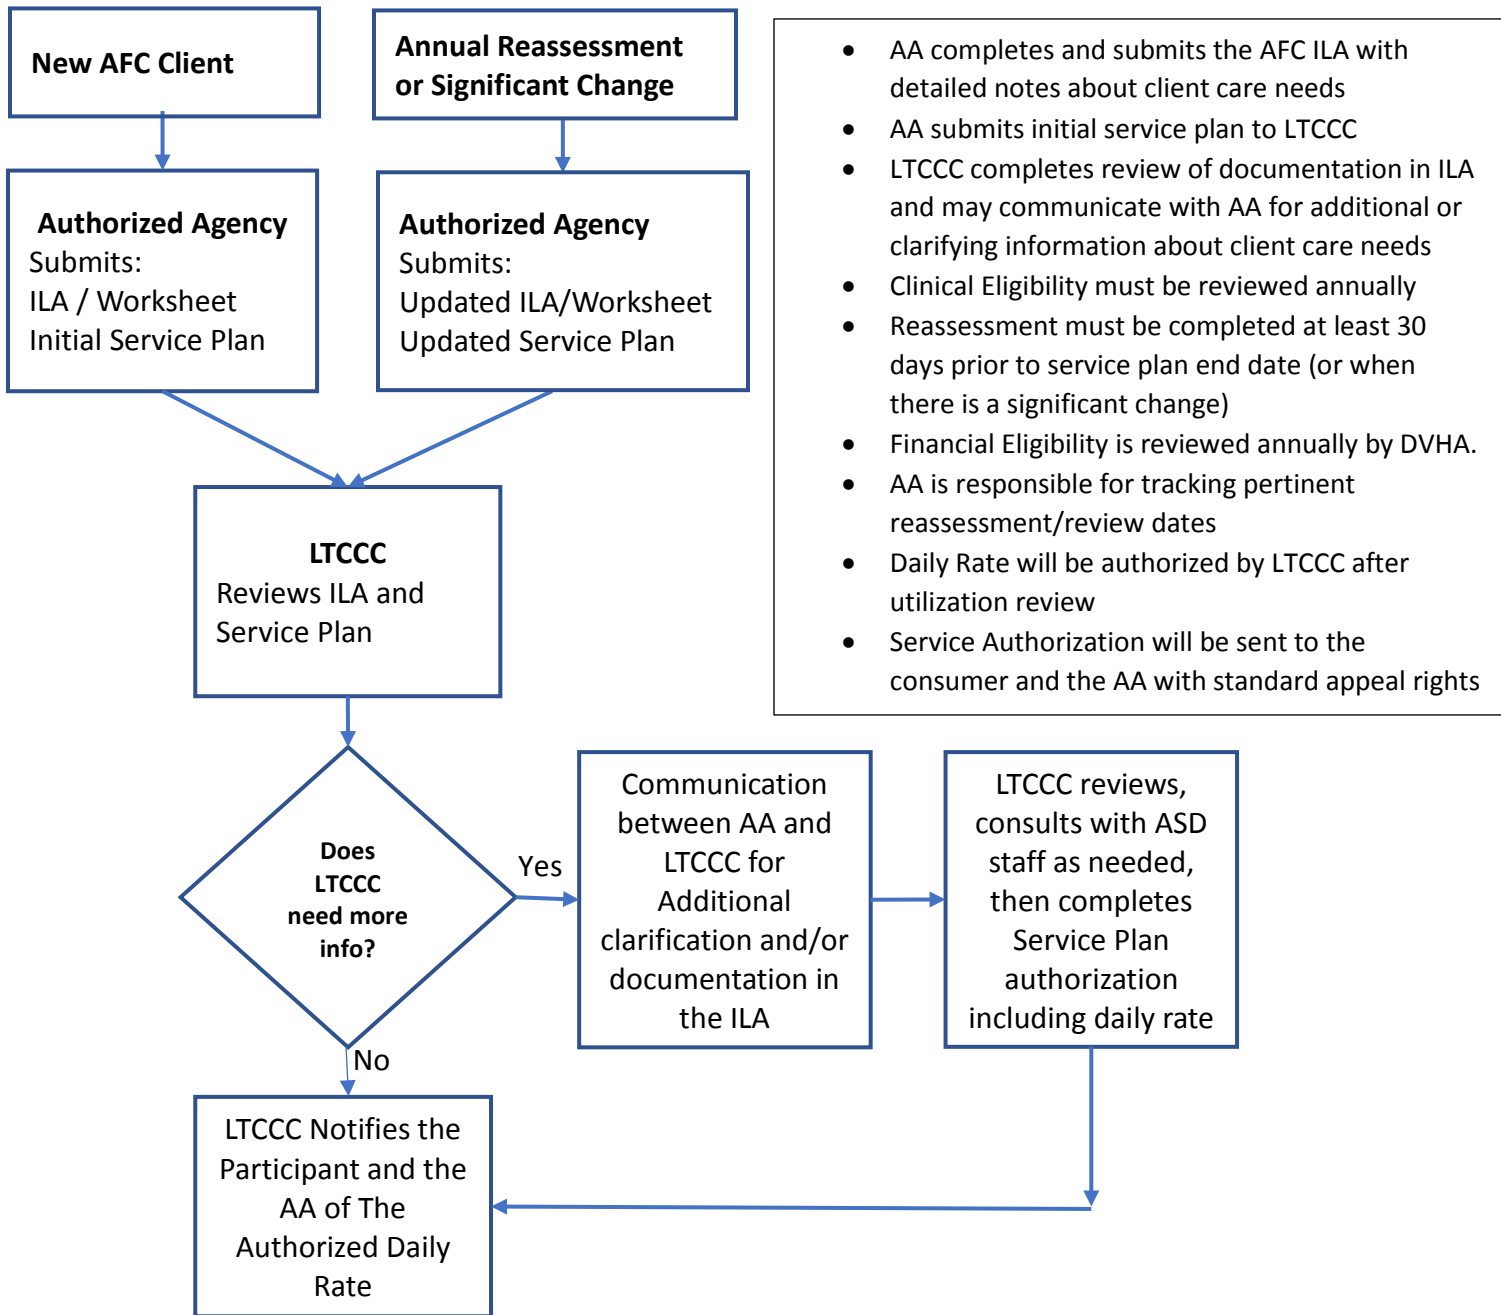 New AFC Client
Annual Reassessment
or Significant Change
Authorized Agency
Submits:
ILA / Worksheet
Initial Service Plan
Authorized Agency
Submits:
Updated ILA/Worksheet
Updated Service Plan
• AA completes and submits the AFC ILA with
detailed notes about client care needs
• AA submits initial service plan to LTCCC
• LTCCC completes review of documentation in ILA
and may communicate with AA for additional or
clarifying information about client care needs
• Clinical Eligibility must be reviewed annually
• Reassessment must be completed at least 30
days prior to service plan end date (or when
there is a significant change)
• Financial Eligibility is reviewed annually by DVHA.
• AA is responsible for tracking pertinent
reassessment/review dates
• Daily Rate will be authorized by LTCCC after
utilization review
• Service Authorization will be sent to the
consumer and the AA with standard appeal rights
LTCCC
Reviews ILA and
Service Plan
Does
LTCCC
need more
info?
Yes
Communication
between AA and
LTCCC for
Additional
clarification and/or
documentation in
the ILA
LTCCC reviews,
consults with ASD
staff as needed,
then completes
Service Plan
authorization
including daily rate
No
LTCCC Notifies the
Participant and the
AA of The
Authorized Daily
Rate